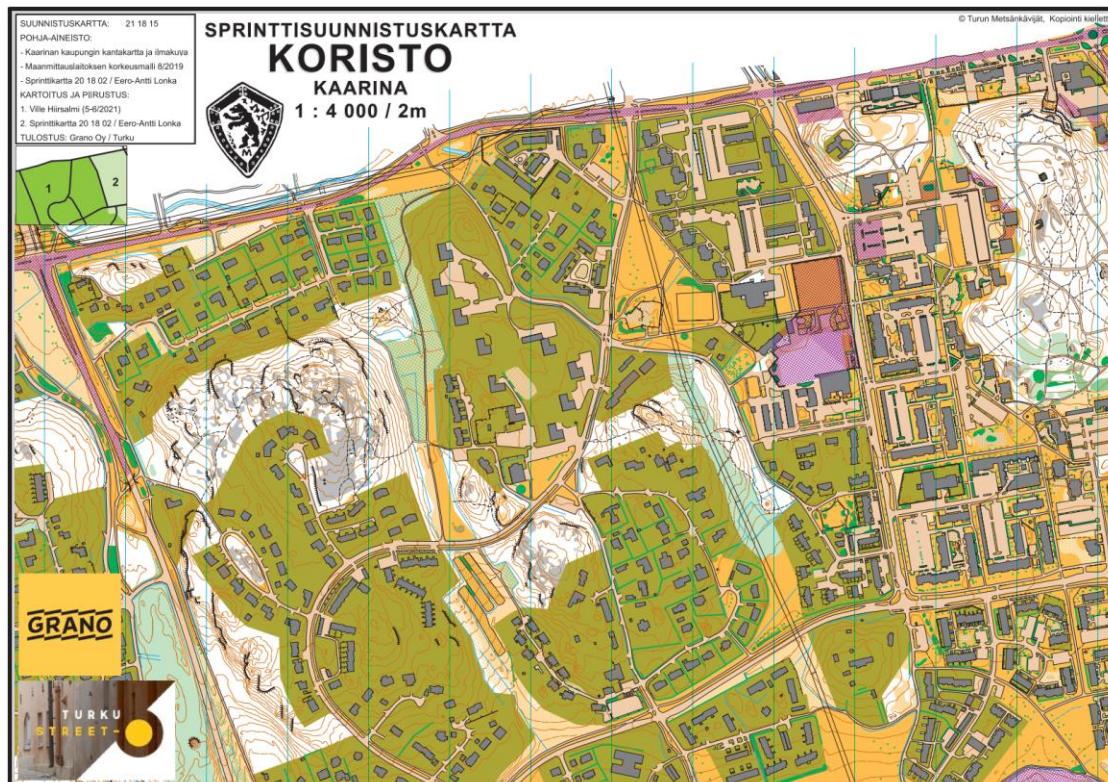 SUUNNISTUSKARTTA: 21 18 15
POHJA-AINEISTO:
- Kaarinan kaupungin kantakartta ja ilmakuva
- Maanmittauslaitoksen korkeusmalli 8/2019
- Sprinttikartta 20 18 02 / Eero-Antti Lonka
KARTOITUS JA PIIRUSTUS:
1. Ville Hiirsalmi (5-6/2021)
2. Sprinttikartta 20 18 02 / Eero-Antti Lonka
TULOSTUS: Grano Oy / Turku
1
2
SPRINTTISUUNNISTUSKARTTA
KORISTO
KAARINA
1 : 4 000 / 2m
M
© Turun Metsänkävijät, Kopiointi kielletty
GRANO
TURKU
STREET-6